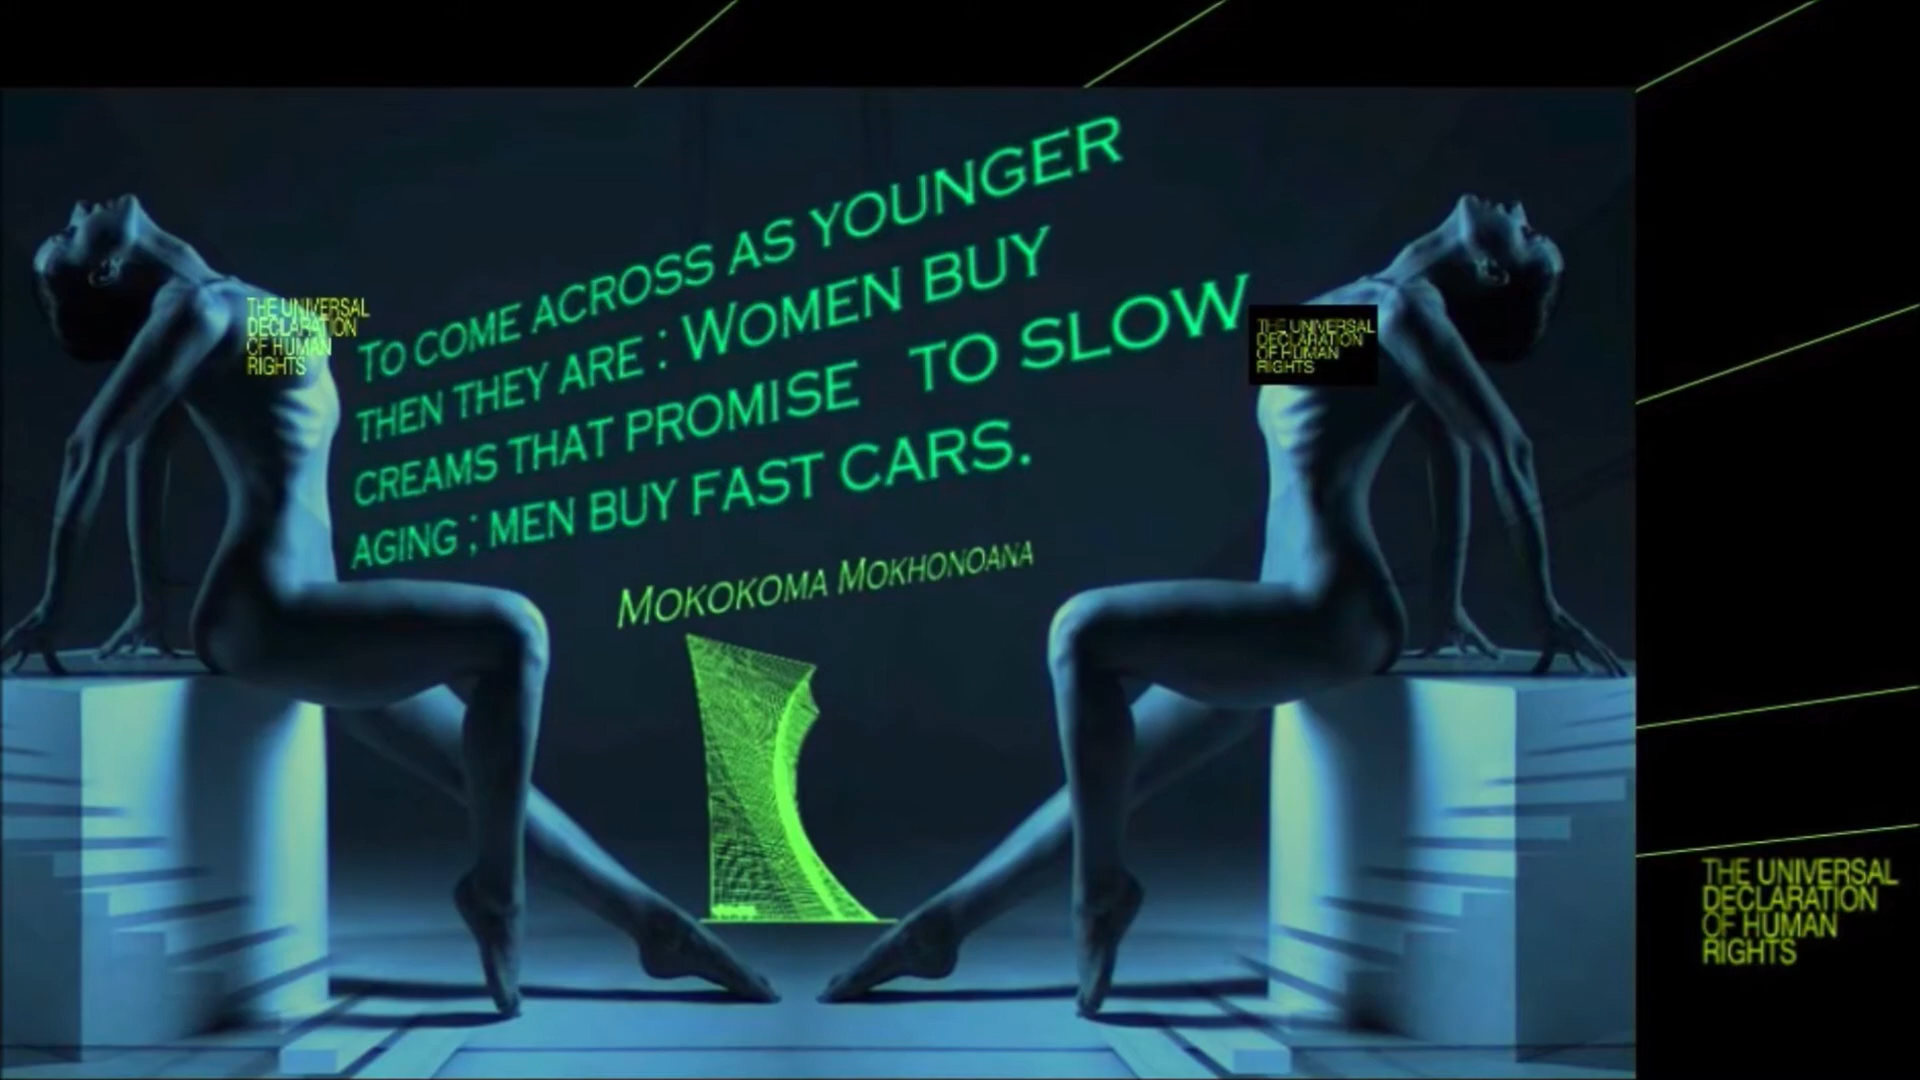 TO COME ACROSS AS YOUNGER
THEN THEY ARE : WOMEN BUY
CREAMS THAT PROMISE TO SLOW
AGING ; MEN BUY FAST CARS.
MOKOKOMA MOKHONOANA
THE UNIVERSAL
DECLARATION
OF HUMAN
RIGHTS
THE UNIVERSAL
DECLARATION
OF HUMAN
RIGHTS
THE UNIVERSAL
DECLARATION
OF HUMAN
RIGHTS